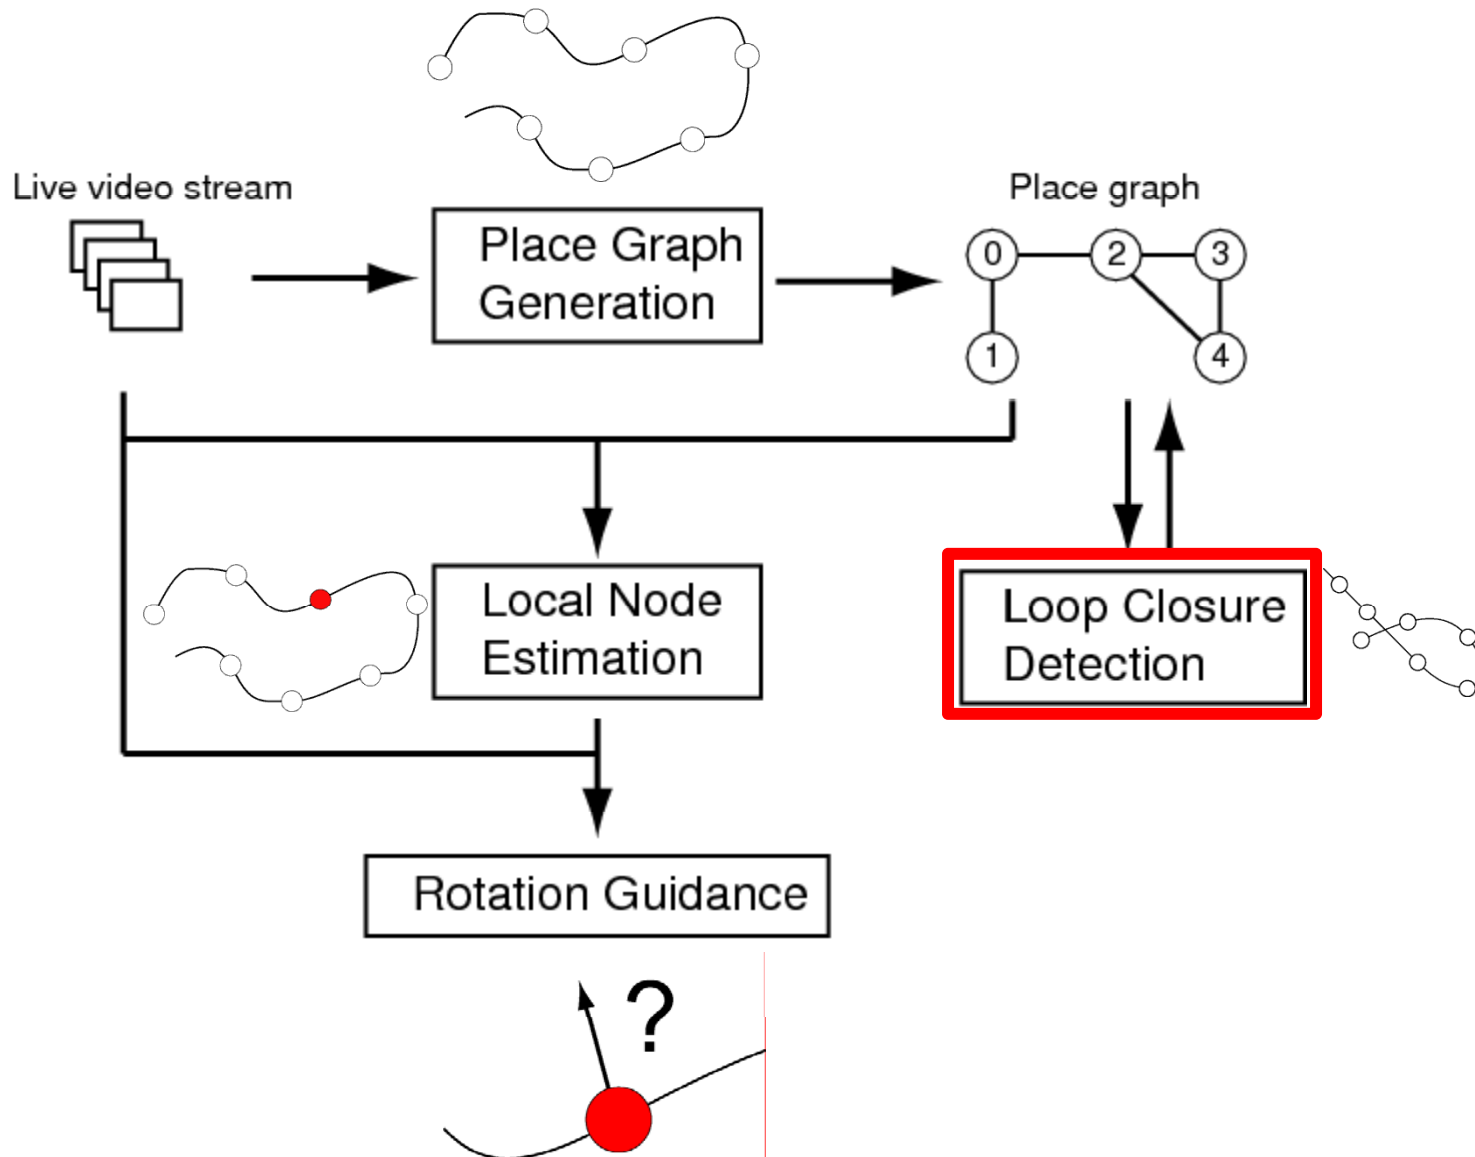 Live video stream
Place Graph
Generation
Place graph
0
2
3
1
4
Local Node
Estimation
Loop Closure
Detection
Rotation Guidance
?